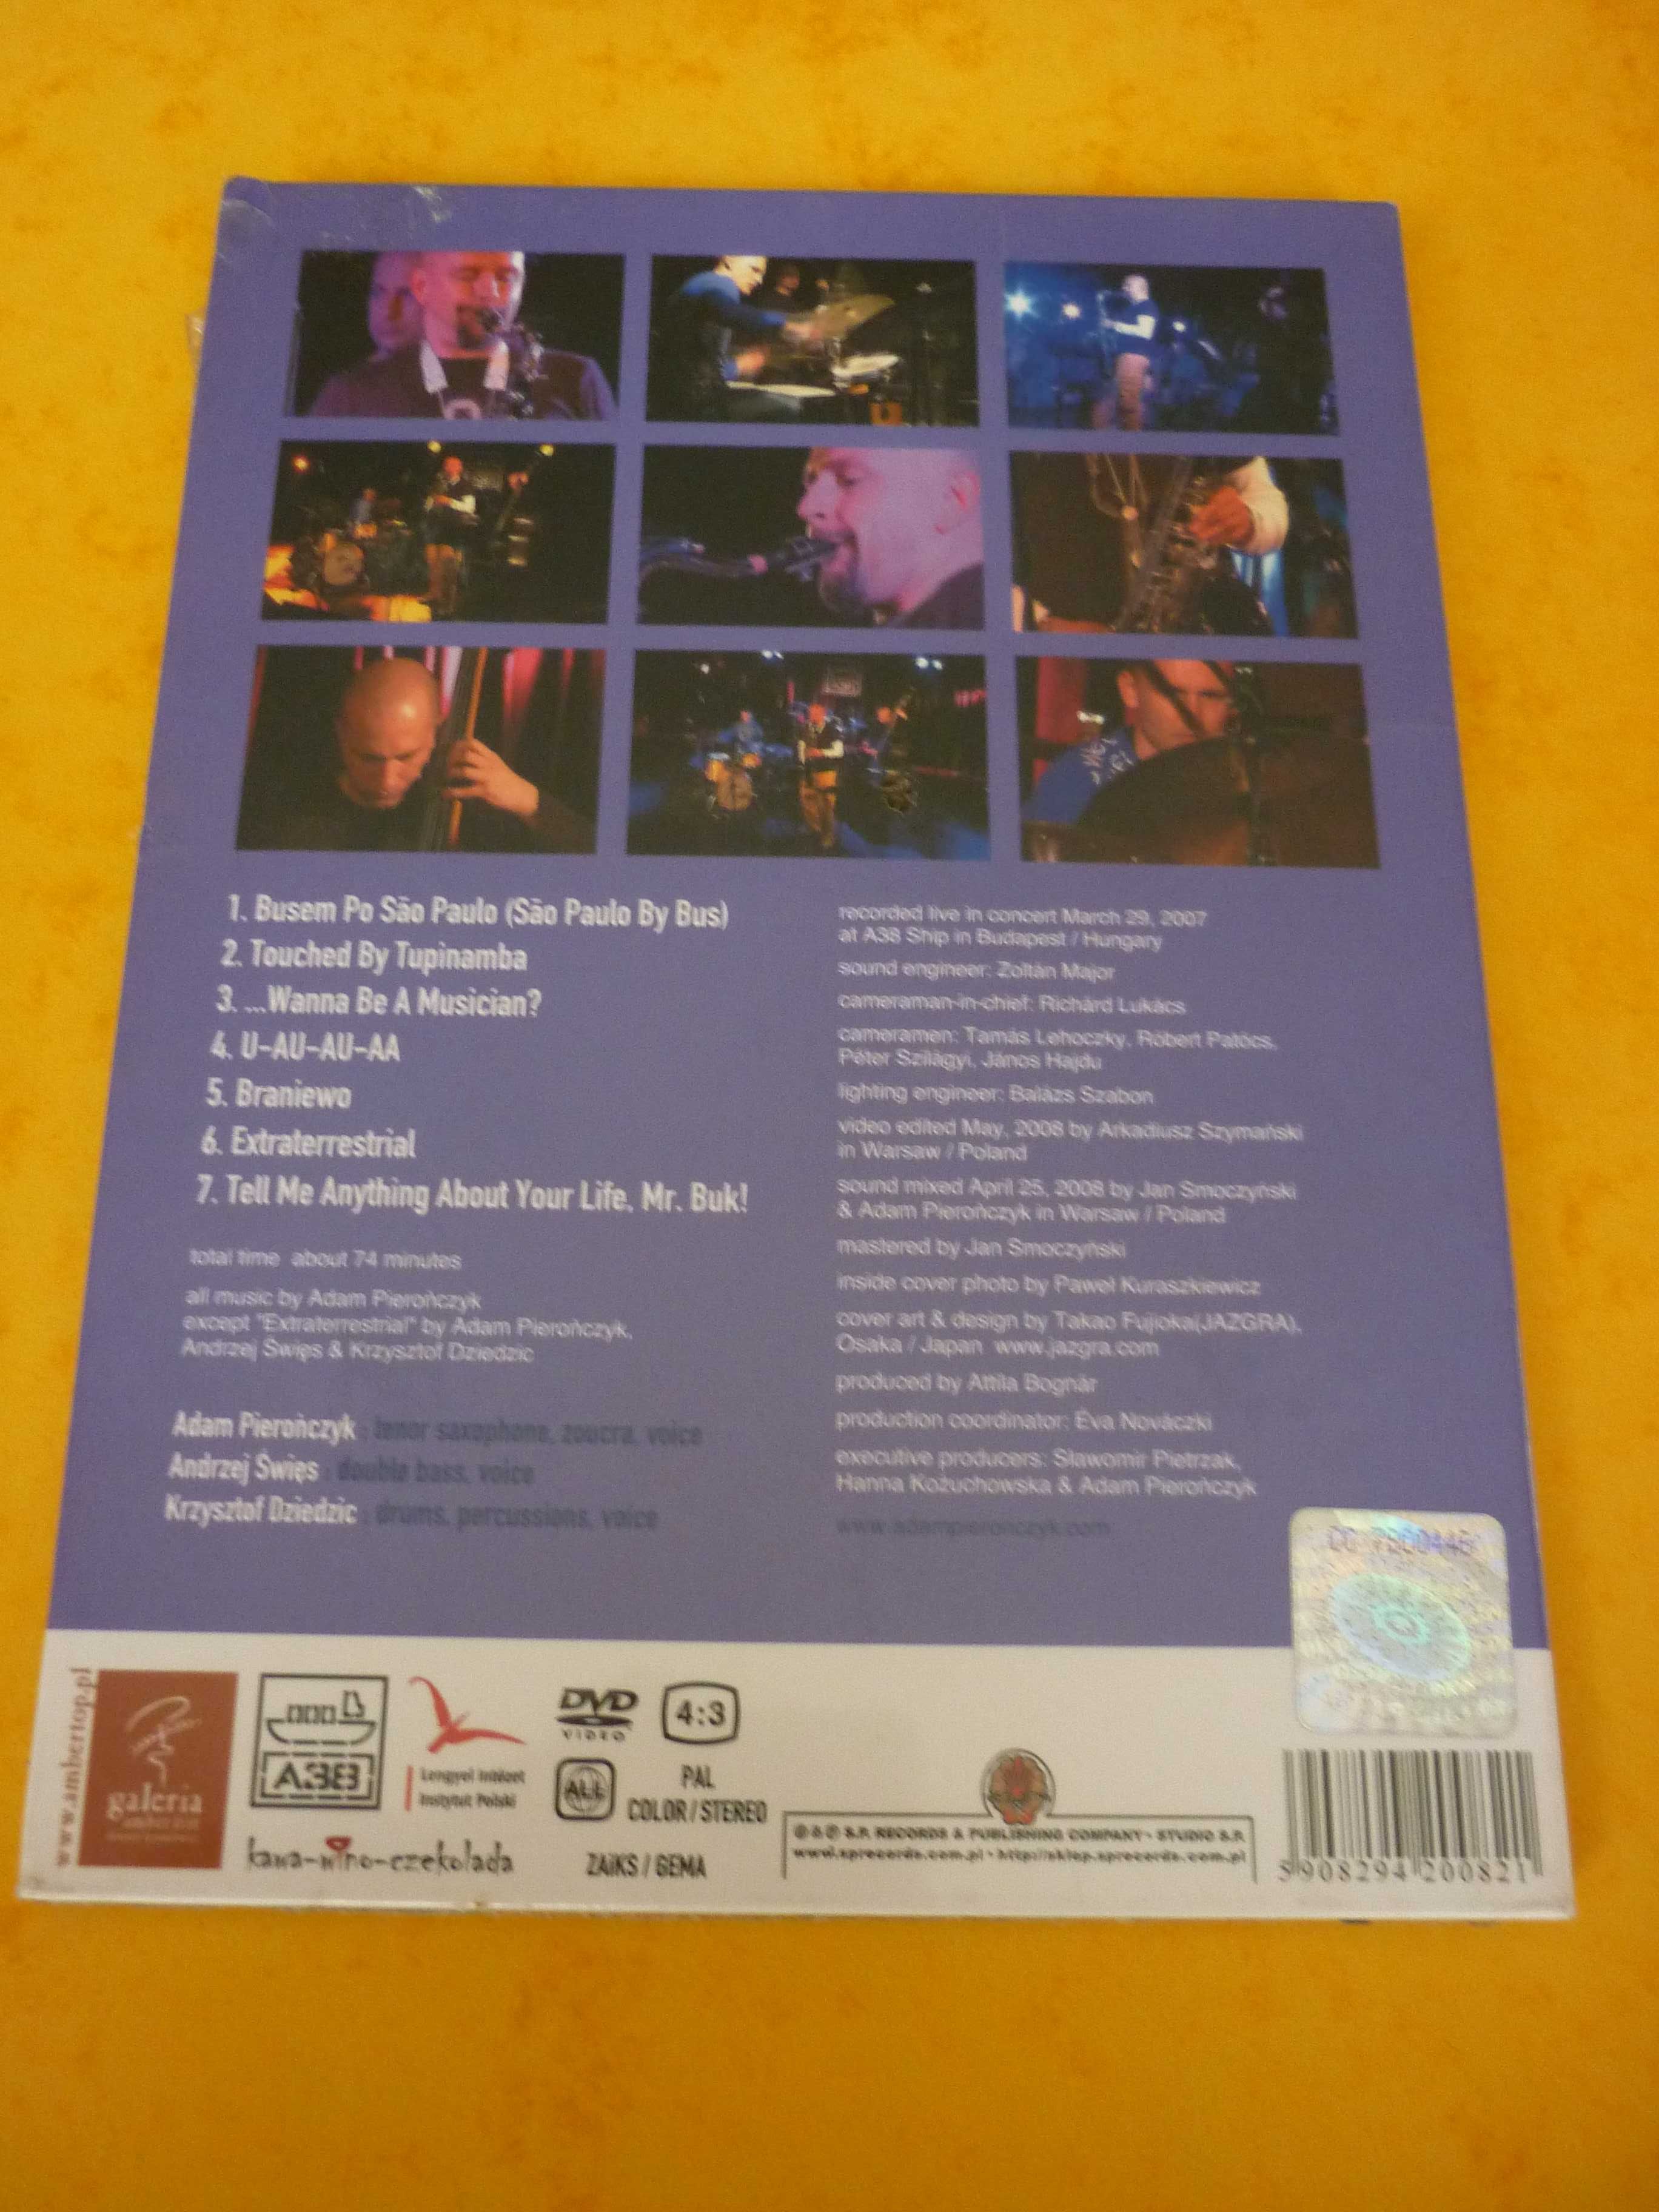 1. Busem Po São Paulo (São Paulo By Bus)
2. Touched By Tupinamba
3. ...Wanna Be A Musician?
4. U-AU-AU-AA
5. Braniewo
6. Extraterrestrial
7. Tell Me Anything About Your Life, Mr. Buk!
total time about 74 minutes
all music by Adam Pierończyk
except "Extraterrestrial" by Adam Pierończyk,
Andrzej Święs & Krzysztof Dziedzic
Adam Pierończyk : tenor saxophone, zoucra, voice
Andrzej Święs : double bass, voice
Krzysztof Dziedzic : drums, percussions, voice
recorded live in concert March 29, 2007
at A38 Ship in Budapest / Hungary
sound engineer: Zoltán Major
cameraman-in-chief: Richárd Lukács
cameramen: Tamás Lehoczky, Róbert Patócs,
Péter Szilágyi, János Hajdu
lighting engineer: Balázs Szabon
video edited May, 2008 by Arkadiusz Szymański
in Warsaw / Poland
sound mixed April 25, 2008 by Jan Smoczyński
& Adam Pierończyk in Warsaw / Poland
mastered by Jan Smoczyński
inside cover photo by Paweł Kuraszkiewicz
cover art & design by Takao Fujioka(JAZGRA),
Osaka / Japan www.jazgra.com
produced by Attila Bognár
production coordinator: Éva Nováczki
executive producers: Sławomir Pietrzak,
Hanna Kożuchowska & Adam Pierończyk
www.adampieronczyk.com
www.ambertop.pl
galeria
A38
Lengyel Intézet
Instytut Polski
kawa-wino-czekolada
DVD
VIDEO
4:3
ALL
PAL
COLOR / STEREO
ZAiKS / GEMA
℗ & © S.P. RECORDS & PUBLISHING COMPANY - STUDIO S.P.
www.sprecords.com.pl • http://sklep.sprecords.com.pl
5 908294 200821